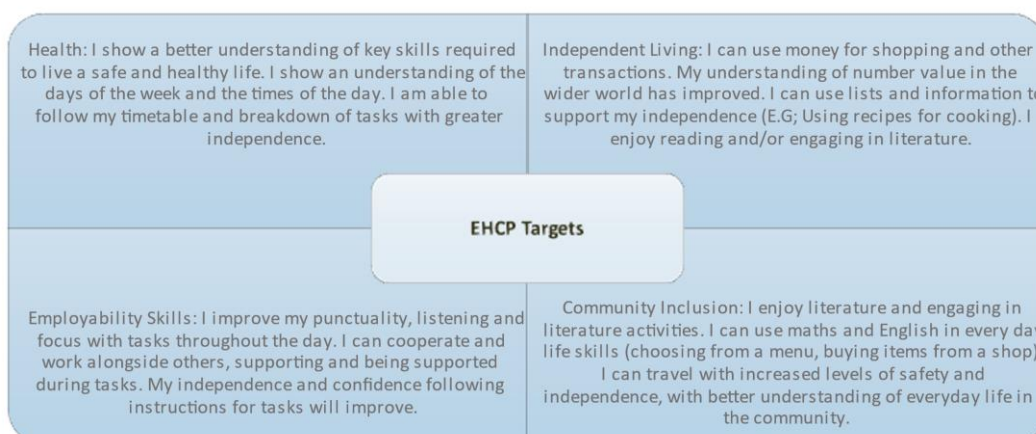 Health: I show a better understanding of key skills required
to live a safe and healthy life. I show an understanding of the
days of the week and the times of the day. I am able to
follow my timetable and breakdown of tasks with greater
independence.
Independent Living: I can use money for shopping and other
transactions. My understanding of number value in the
wider world has improved. I can use lists and information to
support my independence (E.G; Using recipes for cooking). I
enjoy reading and/or engaging in literature.
EHCP Targets
Employability Skills: I improve my punctuality, listening and
focus with tasks throughout the day. I can cooperate and
work alongside others, supporting and being supported
during tasks. My independence and confidence following
instructions for tasks will improve.
Community Inclusion: I enjoy literature and engaging in
literature activities. I can use maths and English in every day
life skills (choosing from a menu, buying items from a shop)
I can travel with increased levels of safety and
independence, with better understanding of everyday life in
the community.